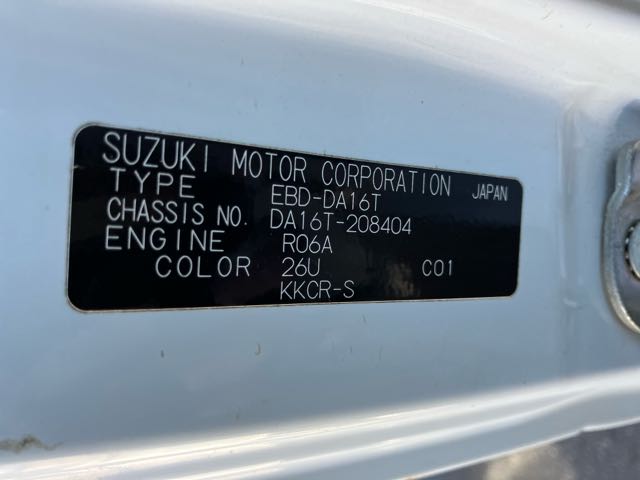 SUZUKI MOTOR CORPORATION JAPAN
TYPE EBD-DA16T
CHASSIS NO. DA16T-208404
ENGINE R06A
COLOR 26U C01
KKCR-S